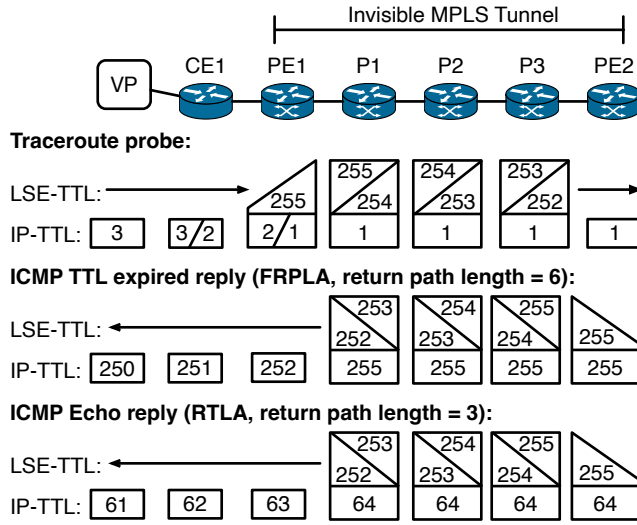 Invisible MPLS Tunnel
VP CE1 PE1 P1 P2 P3 PE2
Traceroute probe:
LSE-TTL: 255 255 254 254 253 253 252
IP-TTL: 3 3/2 2/1 1 1 1 1
ICMP TTL expired reply (FRPLA, return path length = 6):
LSE-TTL: 253 252 254 253 255 254 255
IP-TTL: 250 251 252 255 255 255 255
ICMP Echo reply (RTLA, return path length = 3):
LSE-TTL: 253 252 254 253 255 254 255
IP-TTL: 61 62 63 64 64 64 64